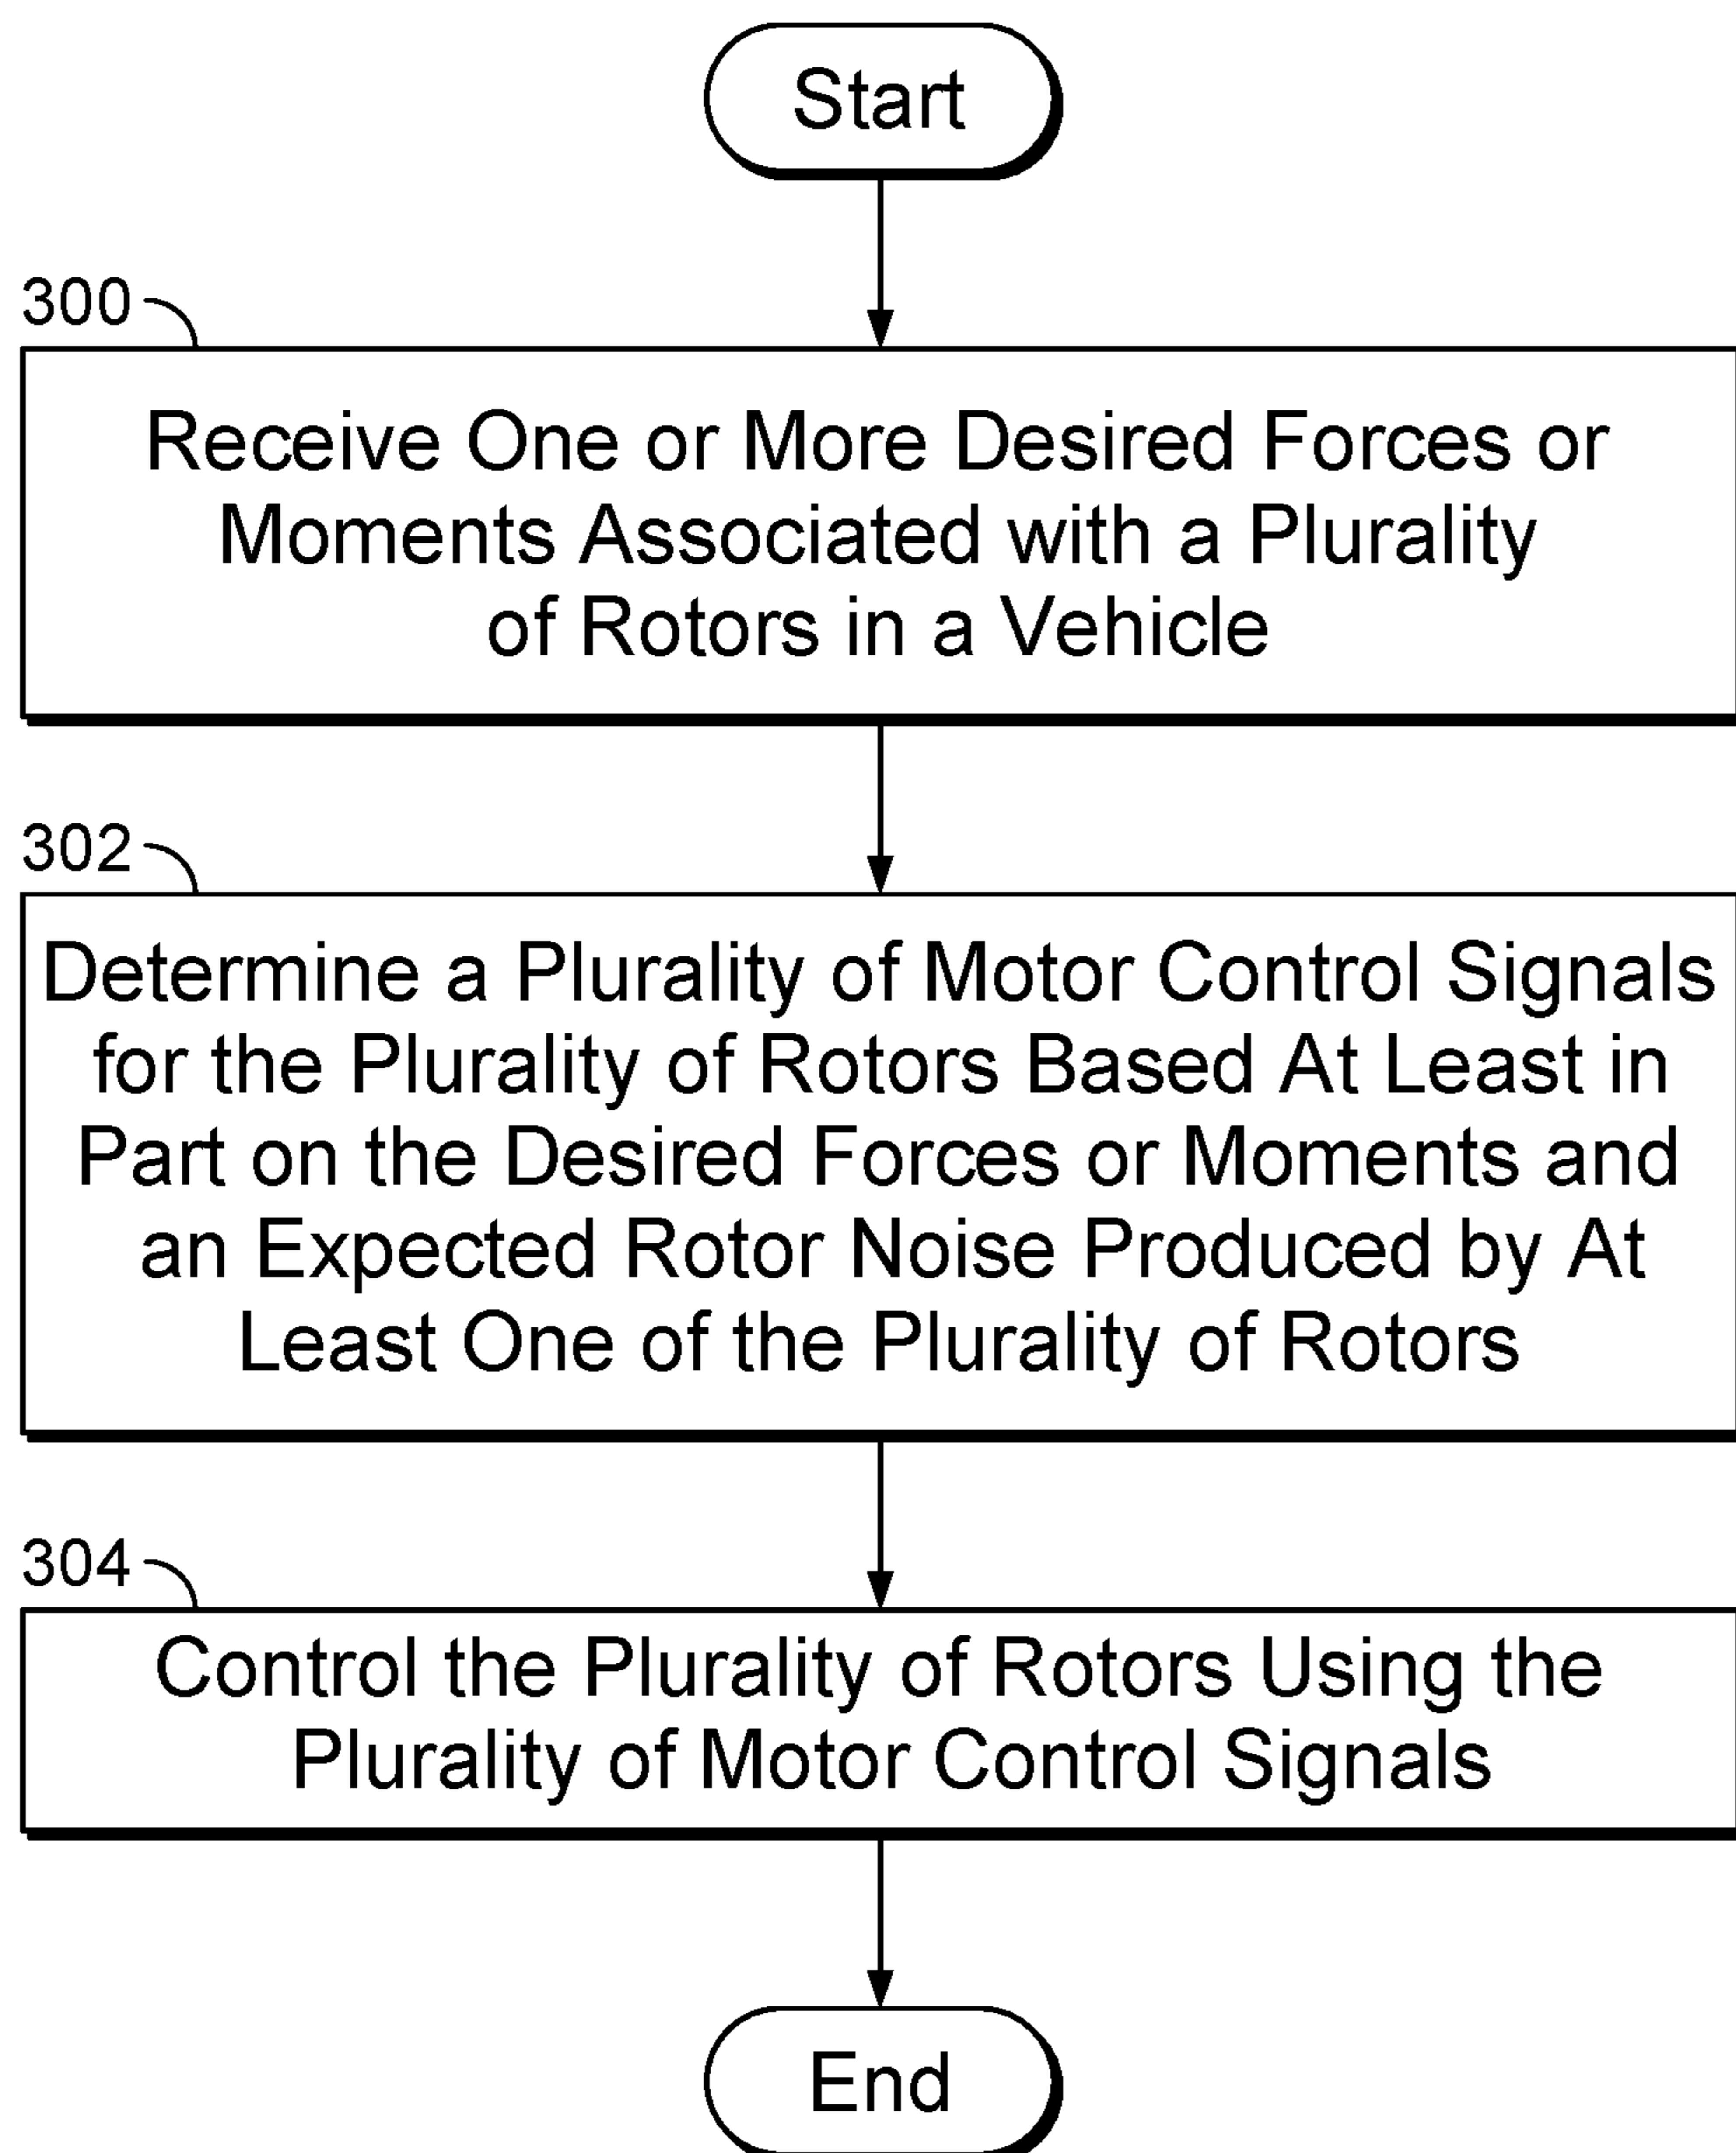 Start
300
Receive One or More Desired Forces or
Moments Associated with a Plurality
of Rotors in a Vehicle
302
Determine a Plurality of Motor Control Signals
for the Plurality of Rotors Based At Least in
Part on the Desired Forces or Moments and
an Expected Rotor Noise Produced by At
Least One of the Plurality of Rotors
304
Control the Plurality of Rotors Using the
Plurality of Motor Control Signals
End